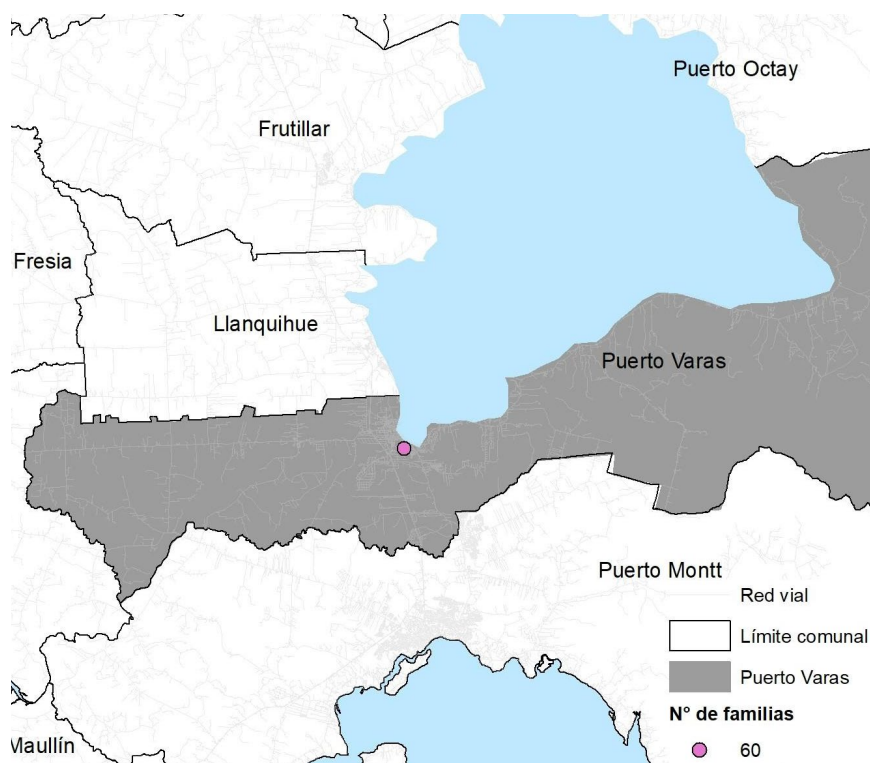 Puerto Octay
Frutillar
Fresia
Llanquihue
Puerto Varas
Puerto Montt
Red vial
Límite comunal
Puerto Varas
N° de familias
Maullín
60